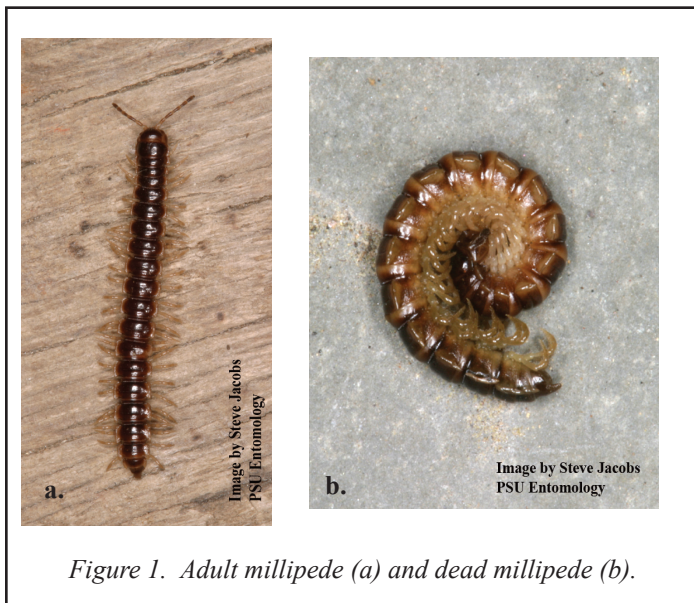 Image by Steve Jacobs
PSU Entomology
a.
Image by Steve Jacobs
PSU Entomology
b.
Figure 1. Adult millipede (a) and dead millipede (b).